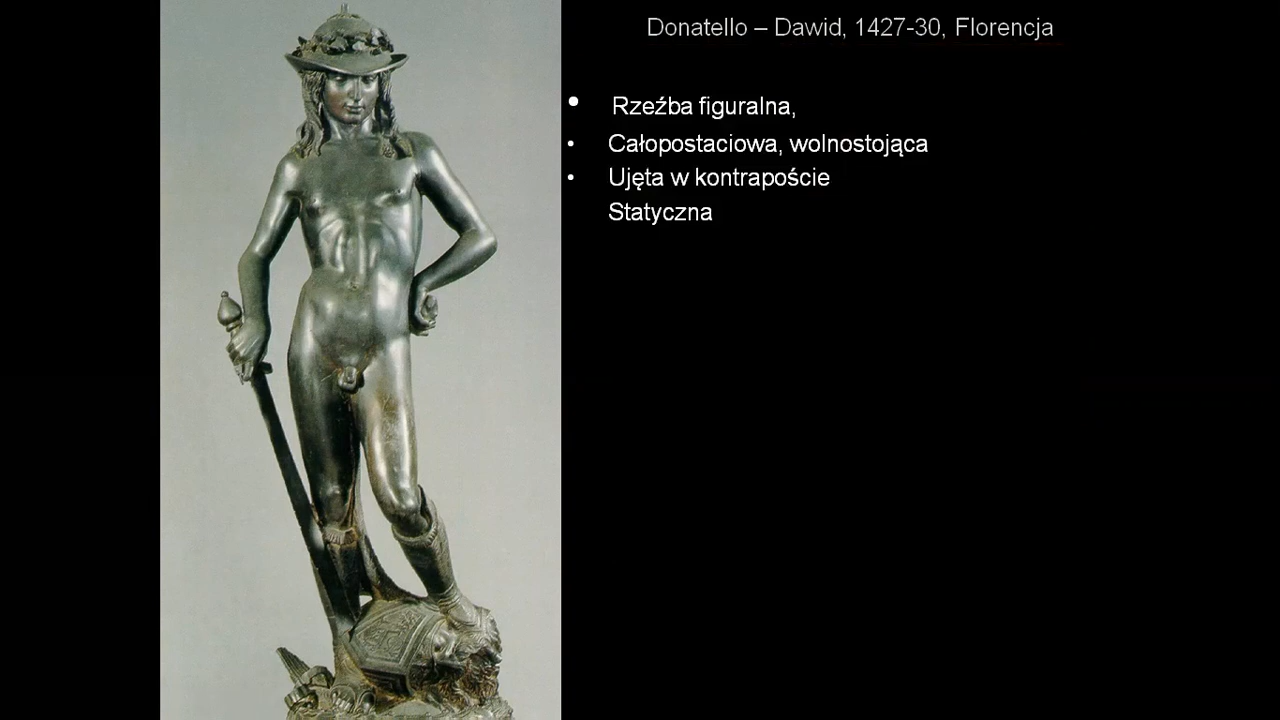 Donatello – Dawid, 1427-30, Florencja
• Rzeźba figuralna,
• Całopostaciowa, wolnostojąca
• Ujęta w kontrapoście
Statyczna